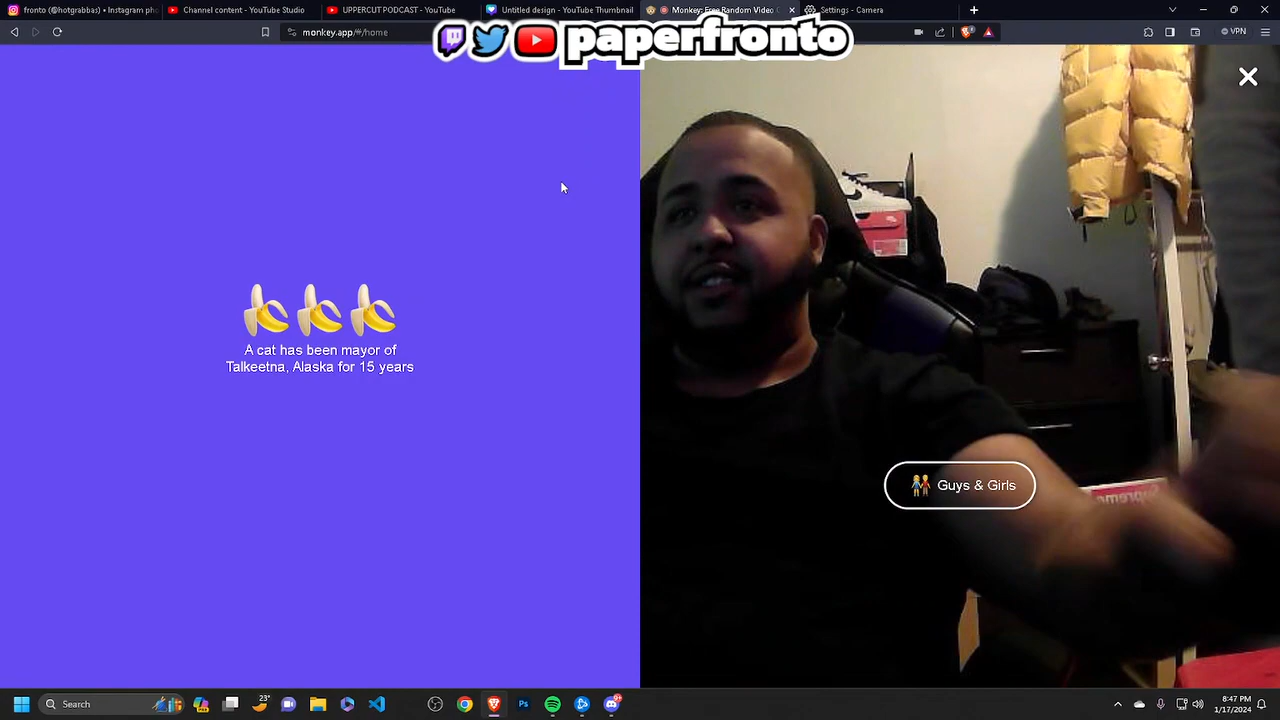 fronto (@hotgrabbas) • Instagram pho
Channel content - YouTube Studio
UPPERCUT PODCAST - YouTube
Untitled design - YouTube Thumbnail
Monkey: Free Random Video C
Settings - Camera
monkey.app/#/home
VPN
paperfronto
A cat has been mayor of
Talkeetna, Alaska for 15 years
Guys & Girls
Supreme
Search
23°
8:47 PM
1/17/2024